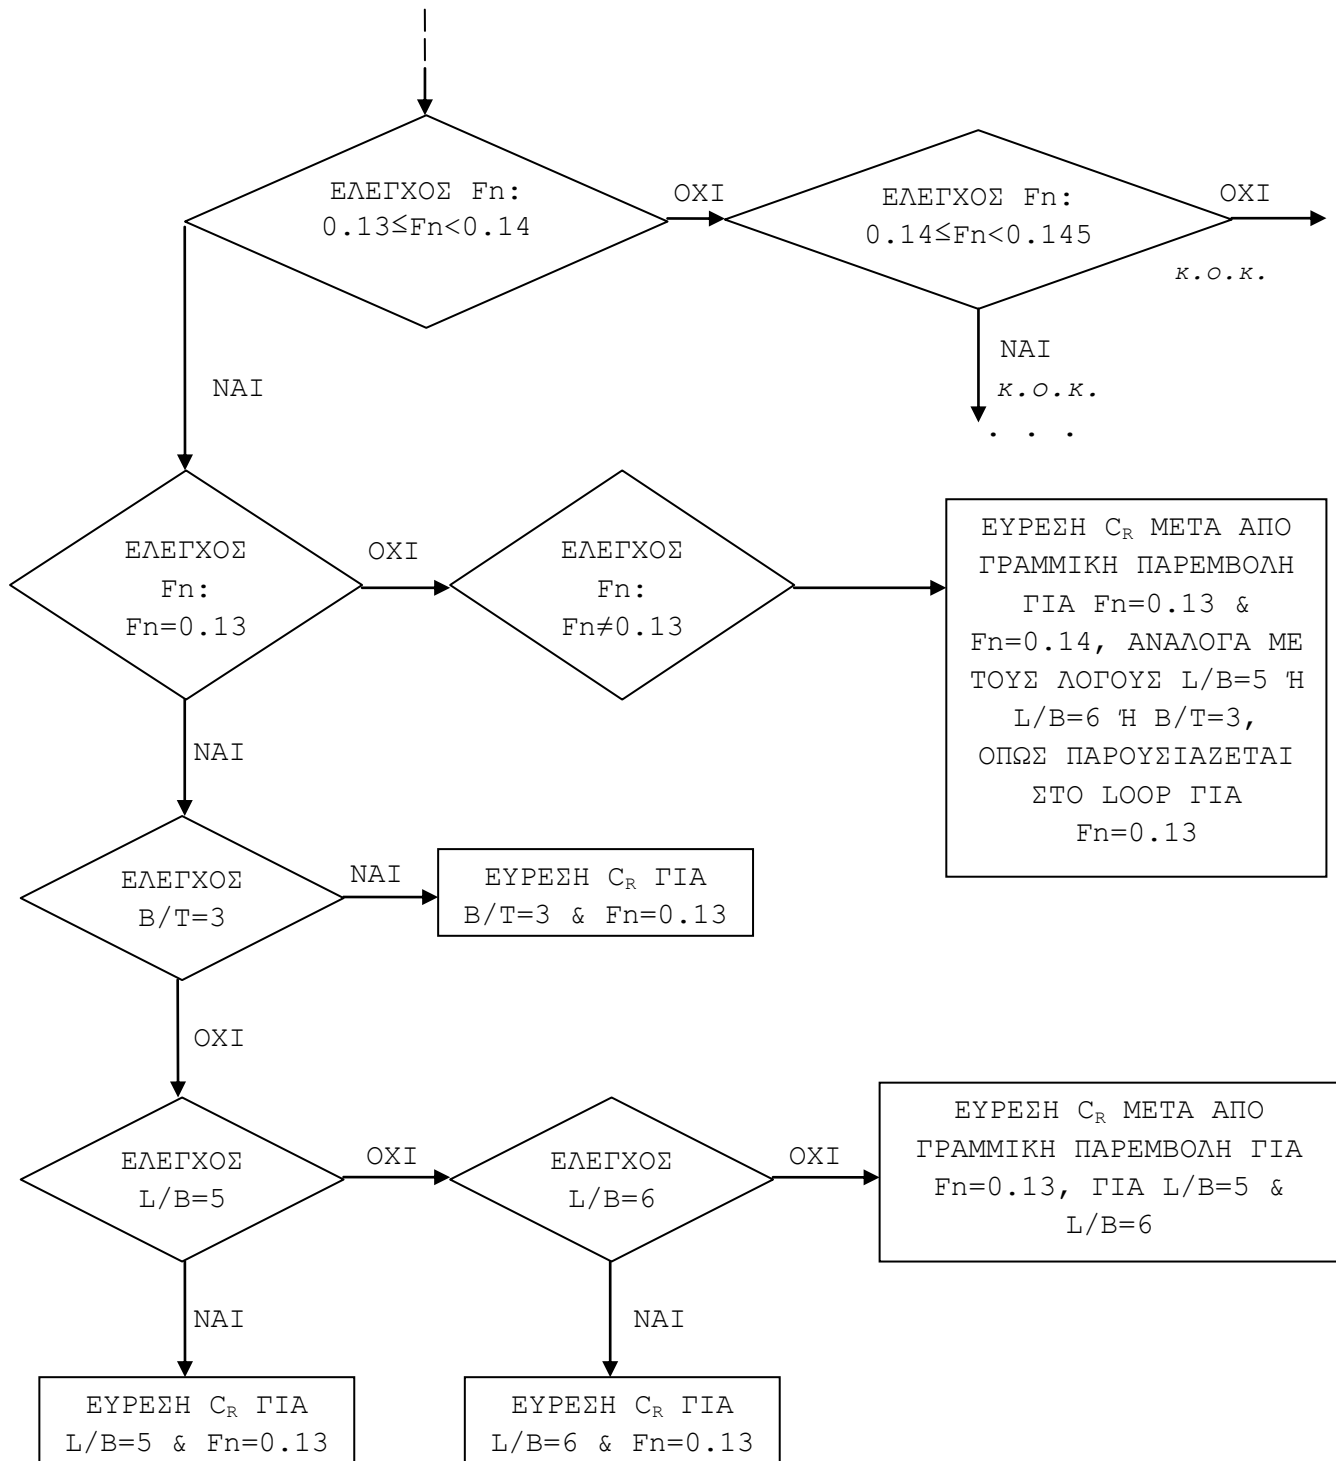 ΕΛΕΓΧΟΣ Fn:
0.13≤Fn<0.14
ΟΧΙ
ΕΛΕΓΧΟΣ Fn:
0.14≤Fn<0.145
ΟΧΙ
κ.ο.κ.
ΝΑΙ
ΝΑΙ
κ.ο.κ.
. . .
ΕΛΕΓΧΟΣ
Fn:
Fn=0.13
ΟΧΙ
ΕΛΕΓΧΟΣ
Fn:
Fn≠0.13
ΕΥΡΕΣΗ C_R ΜΕΤΑ ΑΠΟ
ΓΡΑΜΜΙΚΗ ΠΑΡΕΜΒΟΛΗ
ΓΙΑ Fn=0.13 &
Fn=0.14, ΑΝΑΛΟΓΑ ΜΕ
ΤΟΥΣ ΛΟΓΟΥΣ L/B=5 Ή
L/B=6 Ή B/T=3,
ΟΠΩΣ ΠΑΡΟΥΣΙΑΖΕΤΑΙ
ΣΤΟ LOOP ΓΙΑ
Fn=0.13
ΝΑΙ
ΕΛΕΓΧΟΣ
B/T=3
ΝΑΙ
ΕΥΡΕΣΗ C_R ΓΙΑ
B/T=3 & Fn=0.13
ΟΧΙ
ΕΛΕΓΧΟΣ
L/B=5
ΟΧΙ
ΕΛΕΓΧΟΣ
L/B=6
ΟΧΙ
ΕΥΡΕΣΗ C_R ΜΕΤΑ ΑΠΟ
ΓΡΑΜΜΙΚΗ ΠΑΡΕΜΒΟΛΗ ΓΙΑ
Fn=0.13, ΓΙΑ L/B=5 &
L/B=6
ΝΑΙ
ΝΑΙ
ΕΥΡΕΣΗ C_R ΓΙΑ
L/B=5 & Fn=0.13
ΕΥΡΕΣΗ C_R ΓΙΑ
L/B=6 & Fn=0.13